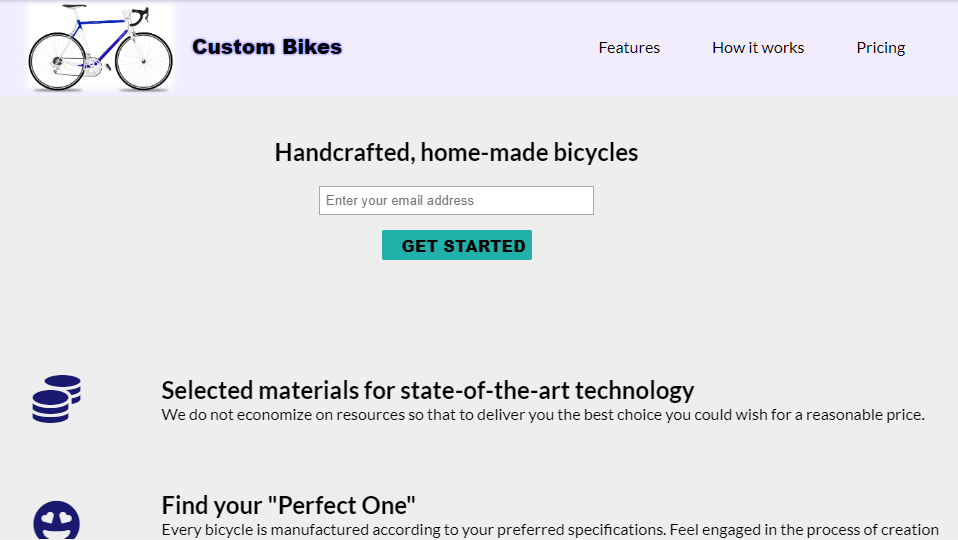 Custom Bikes
Features
How it works
Pricing
Handcrafted, home-made bicycles
Enter your email address
GET STARTED
Selected materials for state-of-the-art technology
We do not economize on resources so that to deliver you the best choice you could wish for a reasonable price.
Find your "Perfect One"
Every bicycle is manufactured according to your preferred specifications. Feel engaged in the process of creation